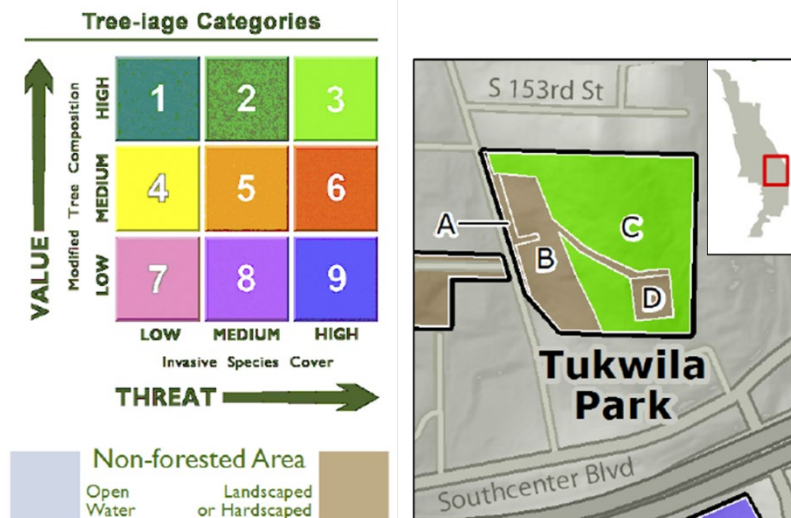 Tree-iage Categories
VALUE
Modified Tree Composition
HIGH
MEDIUM
LOW
1 2 3
4 5 6
7 8 9
LOW MEDIUM HIGH
Invasive Species Cover
THREAT
Non-forested Area
Open
Water
Landscaped
or Hardscaped
S 153rd St
A
B
C
D
Tukwila
Park
Southcenter Blvd